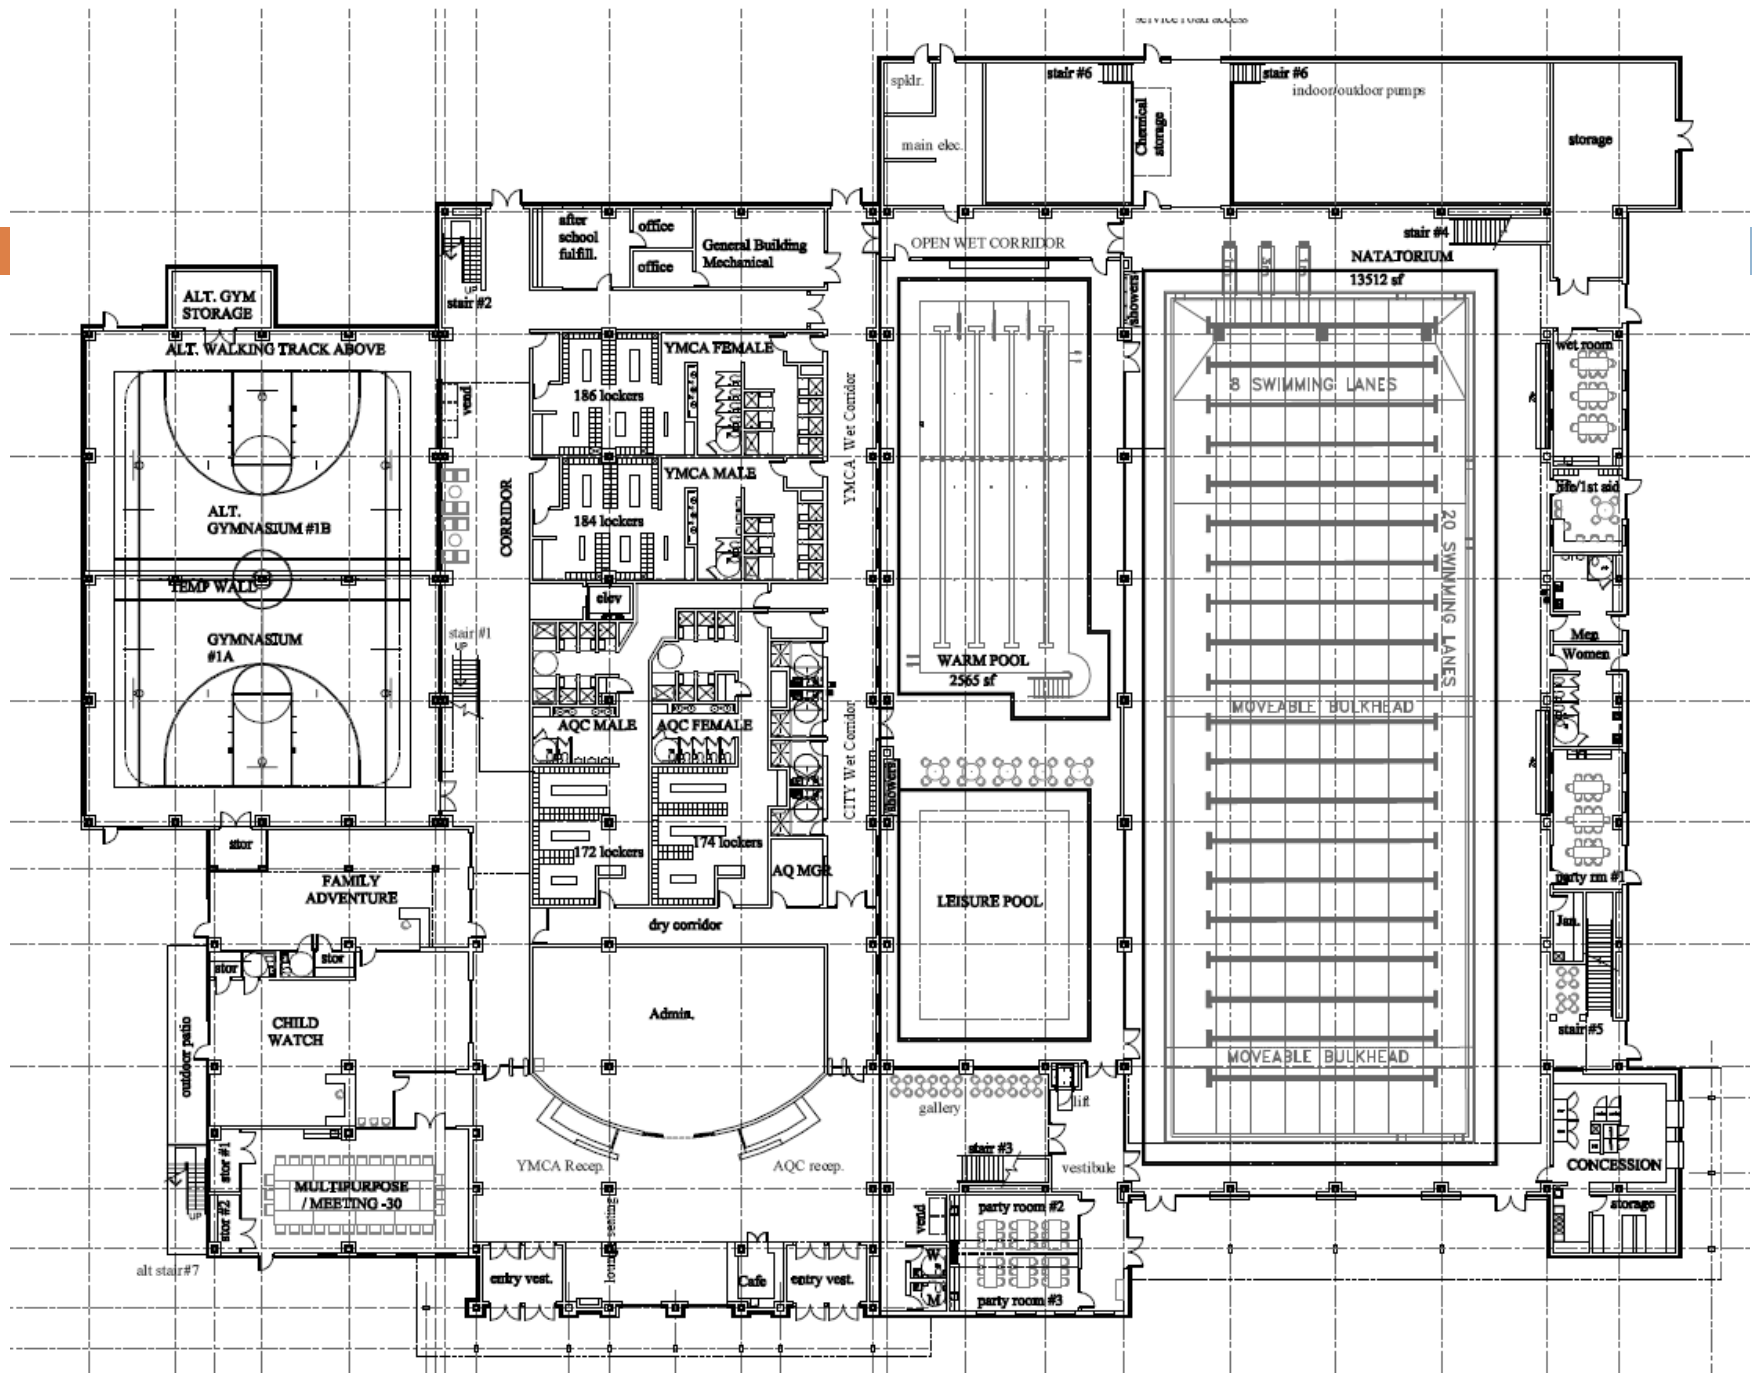 service road access
spklr.
stair #6
stair #6
indoor/outdoor pumps
Chemical
storage
main elec.
storage
after
school
fulfill.
office
office
General Building
Mechanical
stair #2
UP
OPEN WET CORRIDOR
stair #4
NATATORIUM
13512 sf
showers
ALT. GYM
STORAGE
ALT. WALKING TRACK ABOVE
YMCA FEMALE
186 lockers
vend
YMCA Wet Corridor
8 SWIMMING LANES
wet room
YMCA MALE
184 lockers
CORRIDOR
ALT.
GYMNASIUM #1B
life/1st aid
20 SWIMMING LANES
TEMP WALL
elev
GYMNASIUM
#1A
stair #1
UP
Men
Women
WARM POOL
2565 sf
AQC MALE
AQC FEMALE
MOVEABLE BULKHEAD
CITY Wet Corridor
showers
stor
172 lockers
174 lockers
AQ MGR
FAMILY
ADVENTURE
party rm #1
LEISURE POOL
dry corridor
Jan.
stor
stor
Admin.
CHILD
WATCH
outdoor patio
stair #5
MOVEABLE BULKHEAD
gallery
lift
stor #1
stair #3
YMCA Recep.
AQC recep.
vestibule
CONCESSION
MULTIPURPOSE
/ MEETING -30
UP
stor #2
lounge seating
vend
party room #2
storage
alt stair#7
entry vest.
Cafe
entry vest.
W
M
party room #3